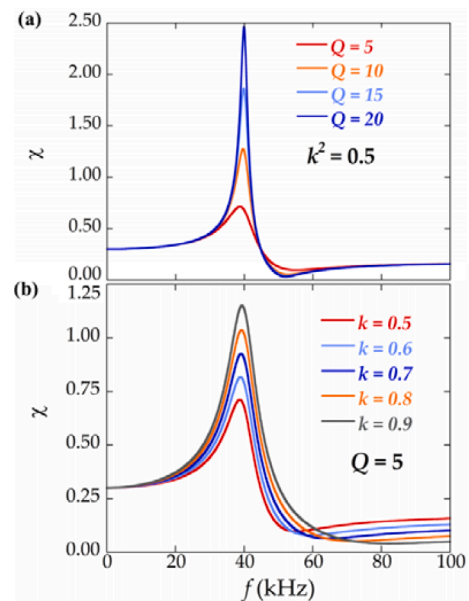 (a)
2.50
2.00
1.50
1.00
0.50
0.00
χ
Q = 5
Q = 10
Q = 15
Q = 20
k² = 0.5
(b)
1.25
1.00
0.75
0.50
0.25
0.00
χ
k = 0.5
k = 0.6
k = 0.7
k = 0.8
k = 0.9
Q = 5
0 20 40 60 80 100
f (kHz)